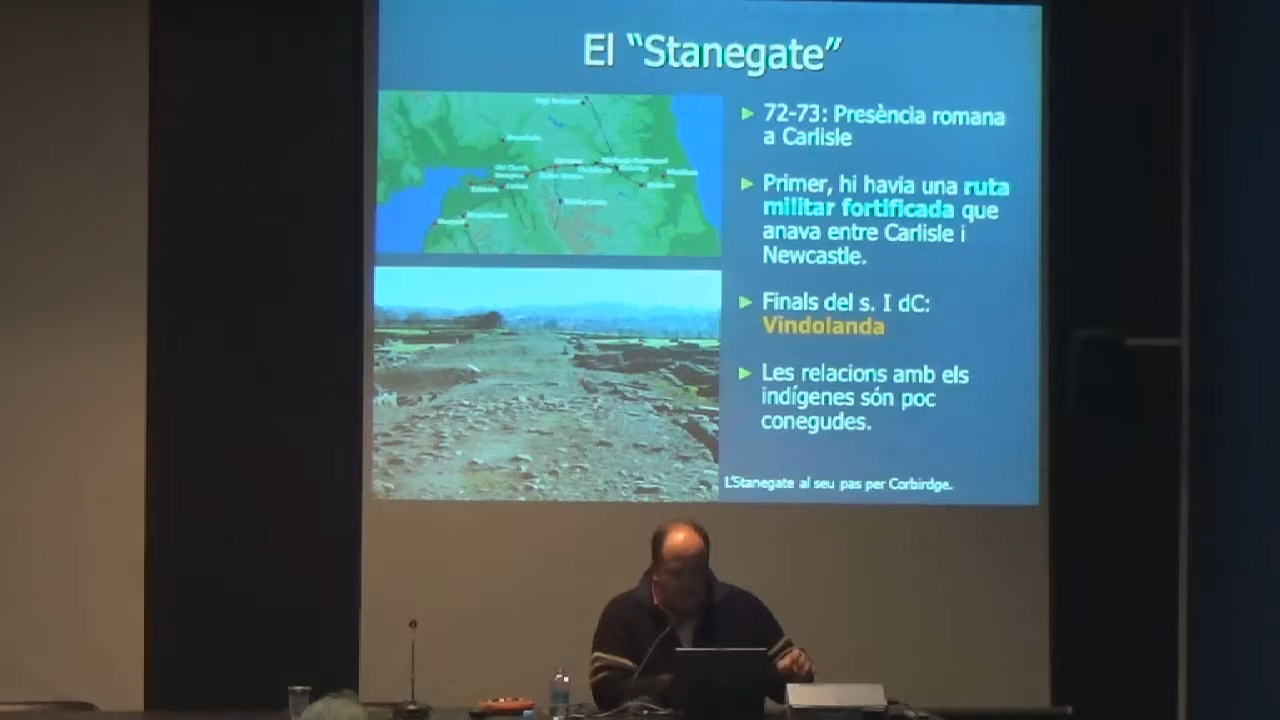 El “Stanegate”
72-73: Presència romana
a Carlisle
Primer, hi havia una ruta
militar fortificada que
anava entre Carlisle i
Newcastle.
Finals del s. I dC:
Vindolanda
Les relacions amb els
indígenes són poc
conegudes.
L'Stanegate al seu pas per Corbirdge.